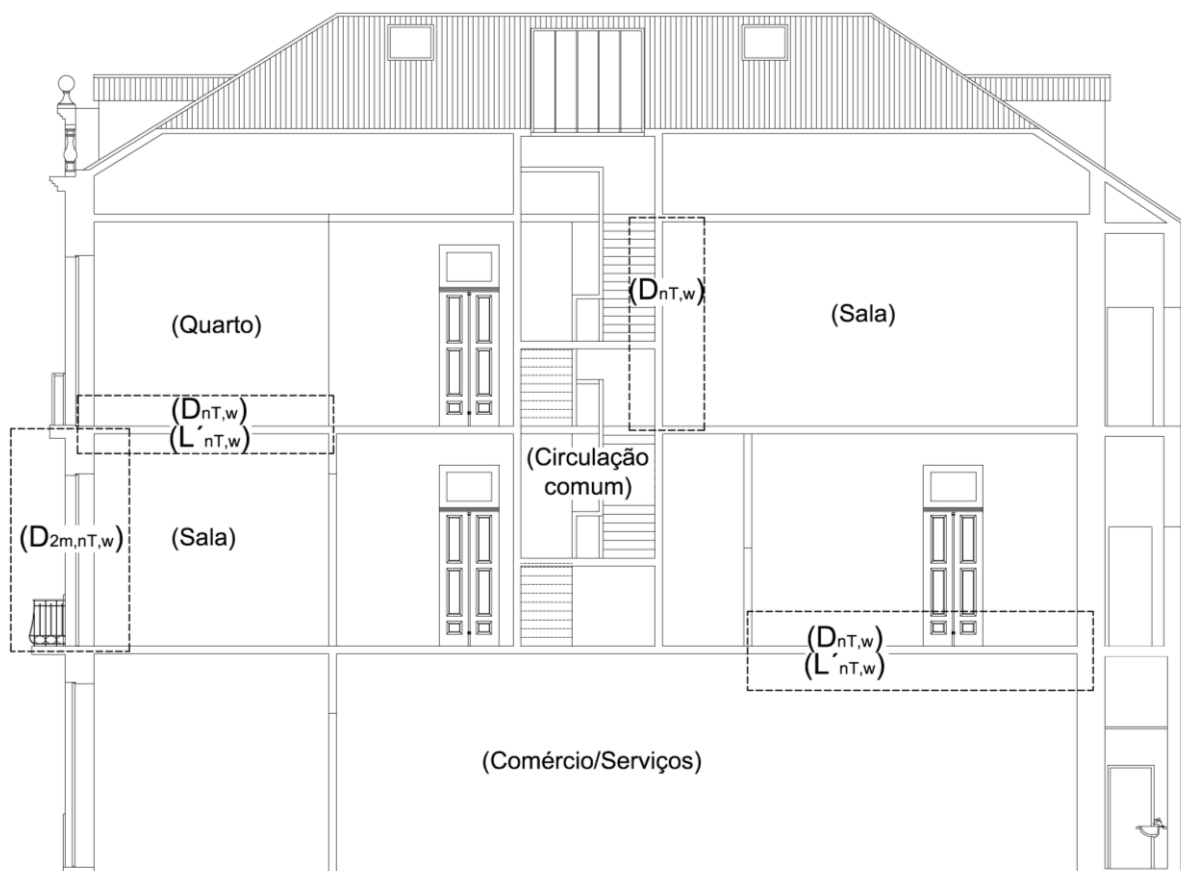 (DnT,w)
(Quarto)
(Sala)
(DnT,w)
(L´nT,w)
(Circulação
comum)
(D2m,nT,w)
(Sala)
(DnT,w)
(L´nT,w)
(Comércio/Serviços)